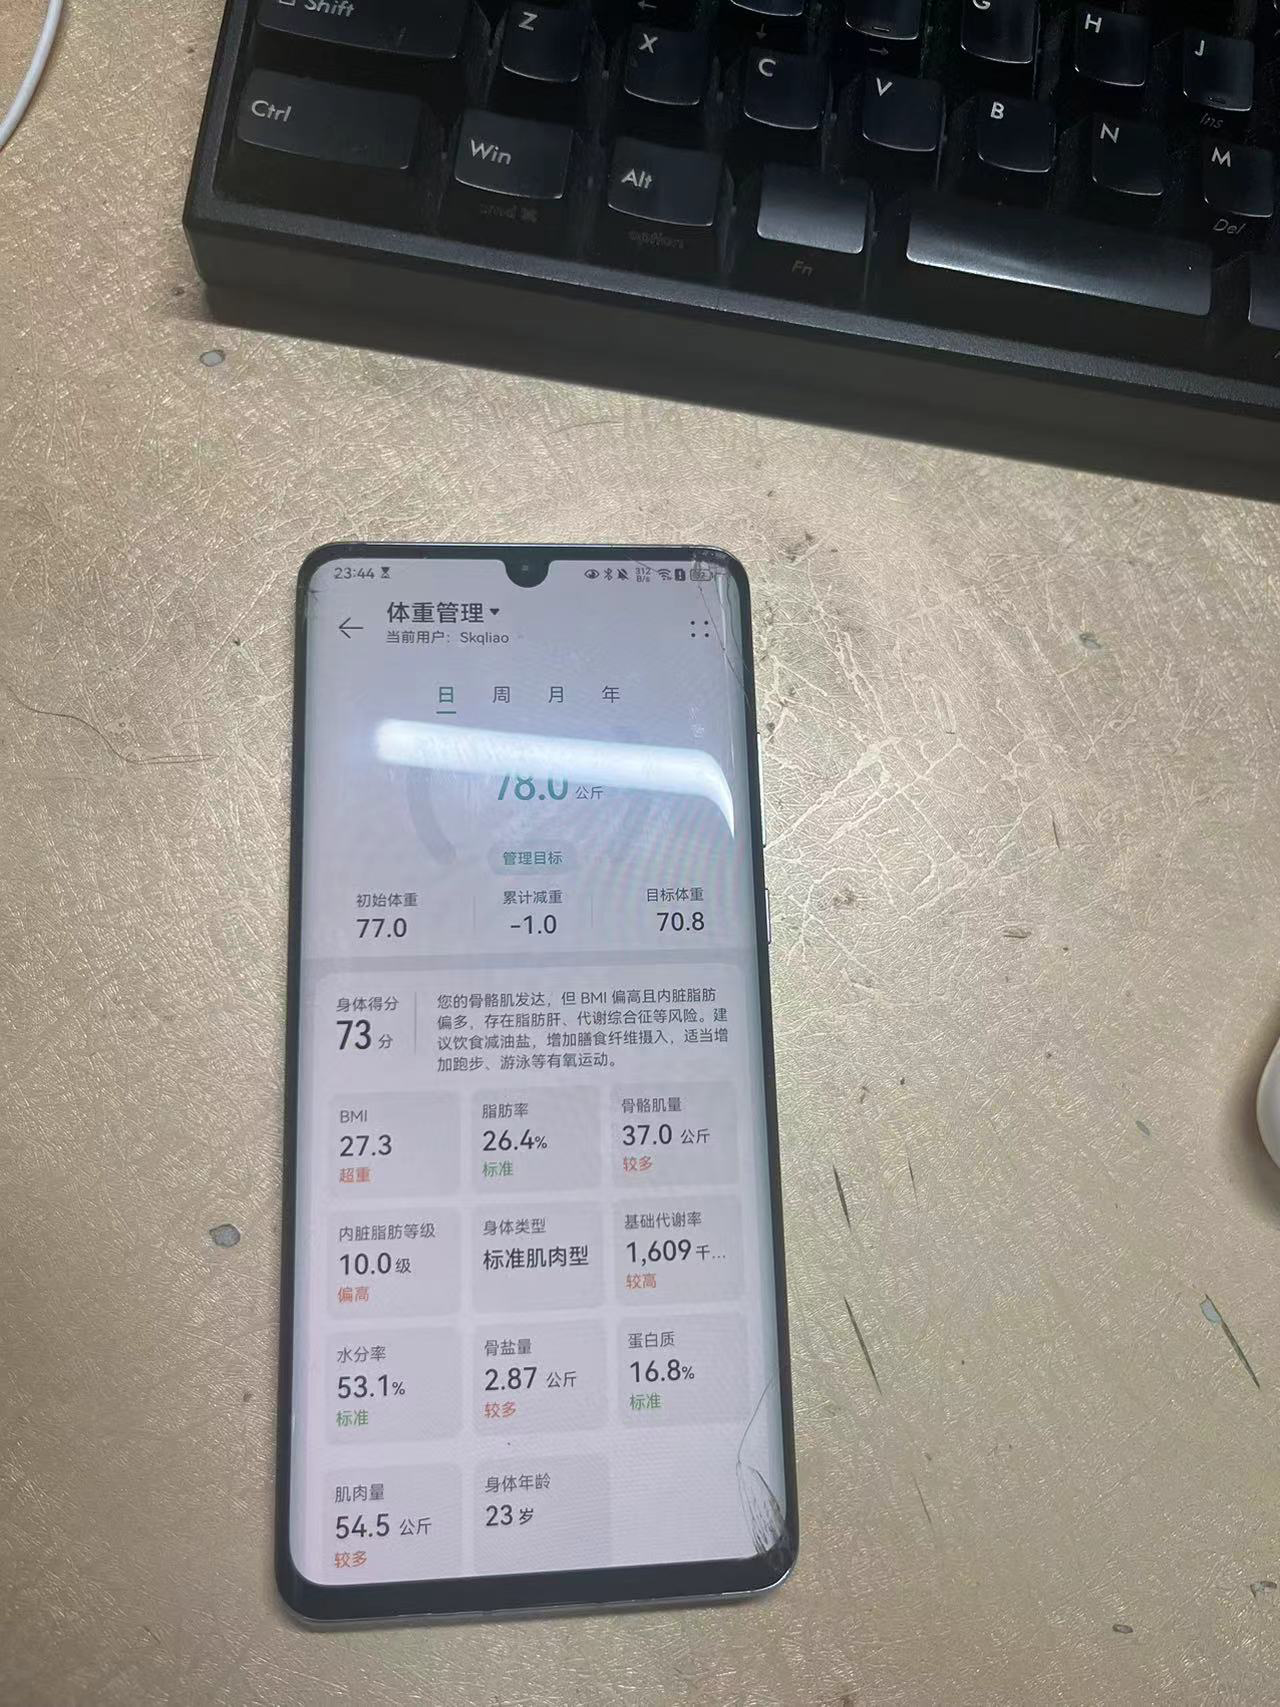 Shift
Z
X
C
V
G
H
J
Ins
Ctrl
Win
Alt
B
N
M
Del
option
Fn
23:44
312
B/s
体重管理
当前用户：Skqliao
日 周 月 年
78.0 公斤
管理目标
初始体重 累计减重 目标体重
77.0 -1.0 70.8
身体得分
73 分
您的骨骼肌发达，但 BMI 偏高且内脏脂肪
偏多，存在脂肪肝、代谢综合征等风险。建
议饮食减油盐，增加膳食纤维摄入，适当增
加跑步、游泳等有氧运动。
BMI
27.3
超重
脂肪率
26.4%
标准
骨骼肌量
37.0 公斤
较多
内脏脂肪等级
10.0 级
偏高
身体类型
标准肌肉型
基础代谢率
1,609 千...
较高
水分率
53.1%
标准
骨盐量
2.87 公斤
较多
蛋白质
16.8%
标准
肌肉量
54.5 公斤
较多
身体年龄
23 岁